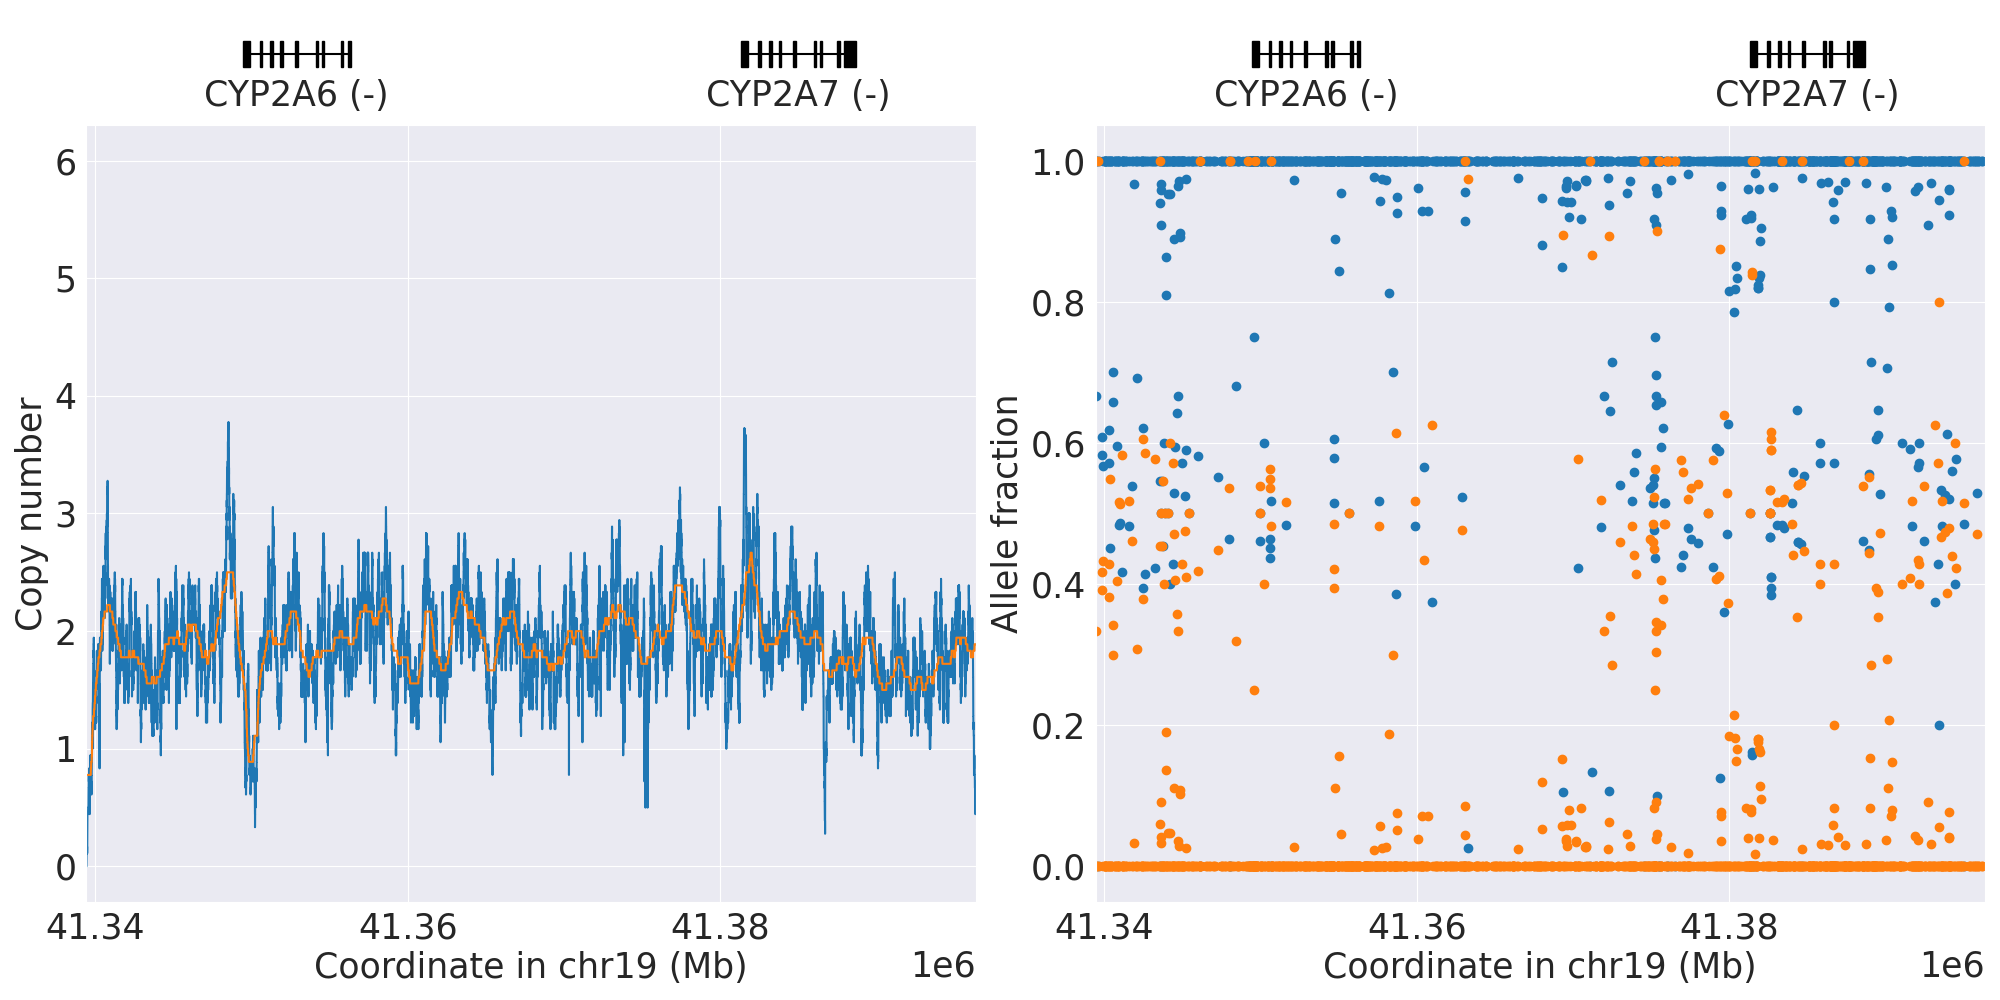 CYP2A6 (-) CYP2A7 (-)
6
5
4
3
2
1
0
Copy number
41.34 41.36 41.38
Coordinate in chr19 (Mb) 1e6
CYP2A6 (-) CYP2A7 (-)
1.0
0.8
0.6
0.4
0.2
0.0
Allele fraction
41.34 41.36 41.38
Coordinate in chr19 (Mb) 1e6